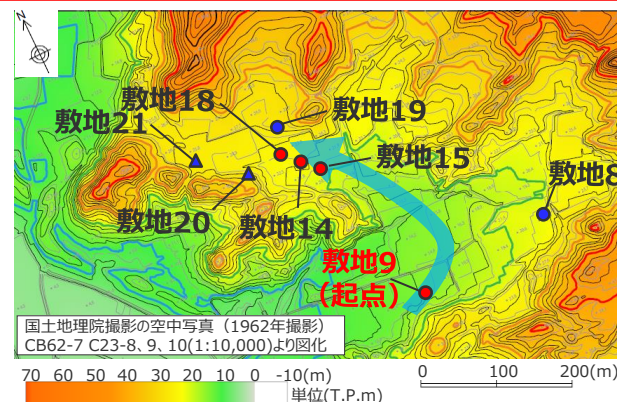 敷地18
敷地19
敷地21
敷地15
敷地8
敷地20
敷地14
敷地9
(起点)
国土地理院撮影の空中写真(1962年撮影)
CB62-7 C23-8、9、10(1:10,000)より図化
70 60 50 40 30 20 10 0 -10(m)
単位(T.P.m)
0 100 200(m)